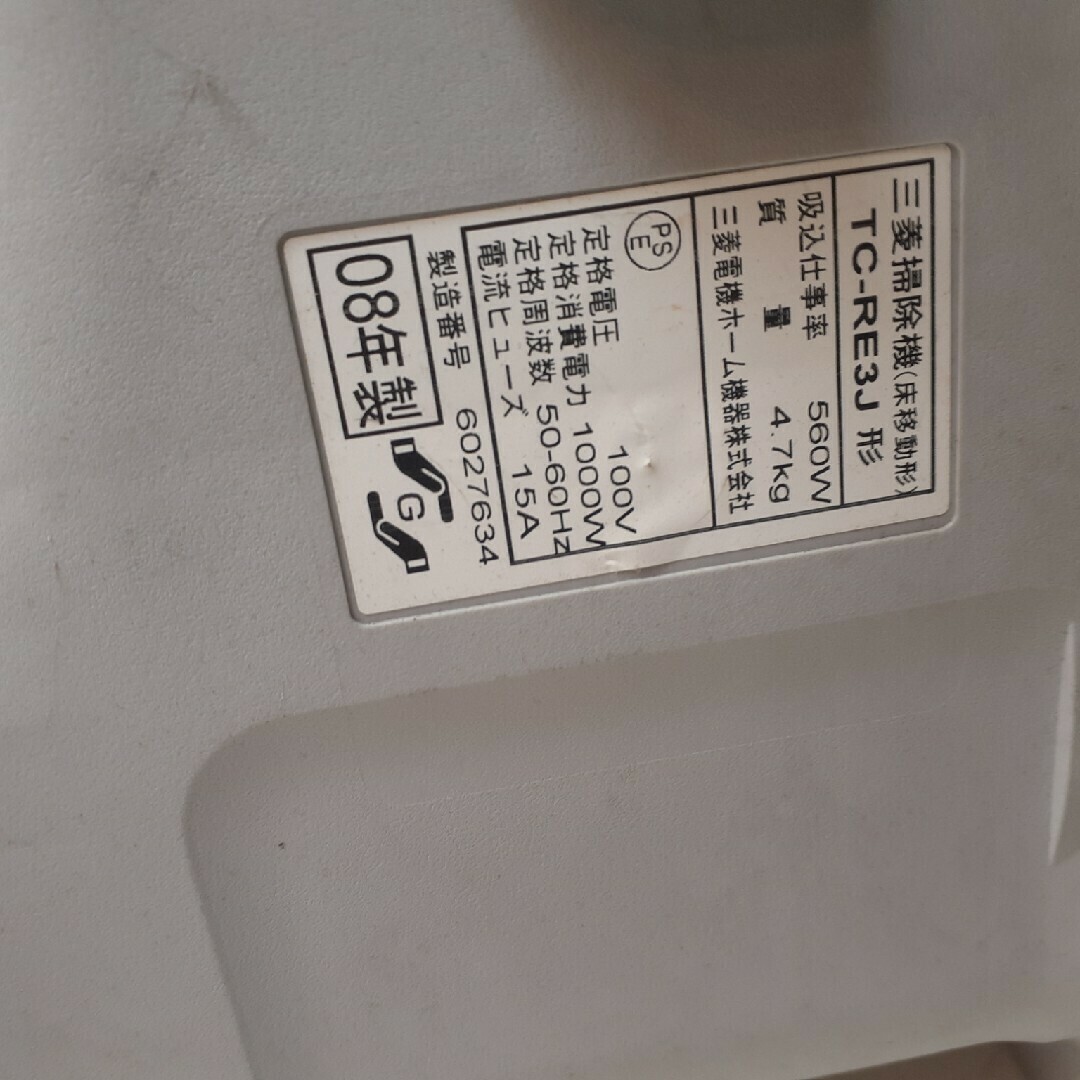 三菱掃除機(床移動形)
TC-RE3J 形
吸込仕事率 560W
質量 4.7kg
三菱電機ホーム機器株式会社
PS
E
定格電圧 100V
定格消費電力 1000W
定格周波数 50-60Hz
電流ヒューズ 15A
製造番号 6027634
08年製
G